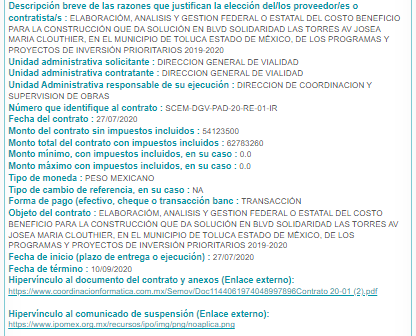 Descripción breve de las razones que justifican la elección del/los proveedor/es o
contratista/s : ELABORACIÓM, ANALISIS Y GESTION FEDERAL O ESTATAL DEL COSTO BENEFICIO
PARA LA CONSTRUCCIÓN QUE DA SOLUCIÓN EN BLVD SOLIDARIDAD LAS TORRES AV JOSEA
MARIA CLOUTHIER, EN EL MUNICIPIO DE TOLUCA ESTADO DE MÉXICO, DE LOS PROGRAMAS Y
PROYECTOS DE INVERSIÓN PRIORITARIOS 2019-2020
Unidad administrativa solicitante : DIRECCION GENERAL DE VIALIDAD
Unidad administrativa contratante : DIRECCION GENERAL DE VIALIDAD
Unidad Administrativa responsable de su ejecución : DIRECCION DE COORDINACION Y
SUPERVISION DE OBRAS
Número que identifique al contrato : SCEM-DGV-PAD-20-RE-01-IR
Fecha del contrato : 27/07/2020
Monto del contrato sin impuestos incluidos : 54123500
Monto total del contrato con impuestos incluidos : 62783260
Monto mínimo, con impuestos incluidos, en su caso : 0.0
Monto máximo con impuestos incluidos, en su caso : 0.0
Tipo de moneda : PESO MEXICANO
Tipo de cambio de referencia, en su caso : NA
Forma de pago (efectivo, cheque o transacción banc : TRANSACCIÓN
Objeto del contrato : ELABORACIÓM, ANALISIS Y GESTION FEDERAL O ESTATAL DEL COSTO
BENEFICIO PARA LA CONSTRUCCIÓN QUE DA SOLUCIÓN EN BLVD SOLIDARIDAD LAS TORRES AV
JOSEA MARIA CLOUTHIER, EN EL MUNICIPIO DE TOLUCA ESTADO DE MÉXICO, DE LOS
PROGRAMAS Y PROYECTOS DE INVERSIÓN PRIORITARIOS 2019-2020
Fecha de inicio (plazo de entrega o ejecución) : 27/07/2020
Fecha de término : 10/09/2020
Hipervínculo al documento del contrato y anexos (Enlace externo):
https://www.coordinacioninformatica.com.mx/Semov/Doc1144061974048997896Contrato 20-01 (2).pdf
Hipervínculo al comunicado de suspensión (Enlace externo):
https://www.ipomex.org.mx/recursos/ipo/img/png/noaplica.png